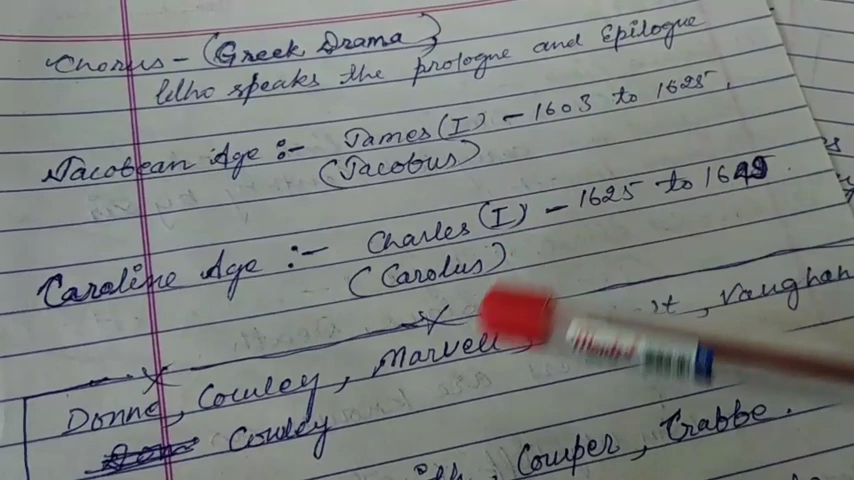 Chorus - (Greek Drama)
Who speaks the prologue and Epilogue
Jacobean Age :- James (I) - 1603 to 1625.
(Jacobus)
Caroline Age :- Charles (I) - 1625 to 1649.
(Carolus)
Donne, Cowley, Marvell, Vaughan
Cowley
Cowper, Crabbe.